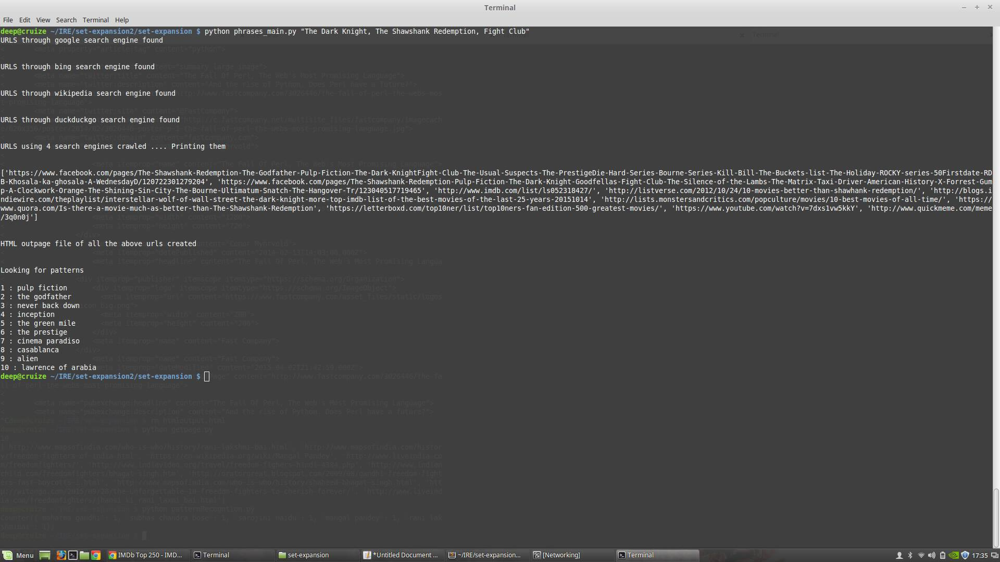 Terminal
File Edit View Search Terminal Help
deep@cruize ~/IRE/set-expansion2/set-expansion $ python phrases_main.py "The Dark Knight, The Shawshank Redemption, Fight Club"
URLS through google search engine found
URLS through bing search engine found
URLS through wikipedia search engine found
URLS through duckduckgo search engine found
URLS using 4 search engines crawled .... Printing them
['https://www.facebook.com/pages/The-Shawshank-Redemption-The-Godfather-Pulp-Fiction-The-Dark-KnightFight-Club-The-Usual-Suspects-The-PrestigeDie-Hard-Series-Bourne-Series-Kill-Bill-The-Buckets-list-The-Holiday-ROCKY-series-50Firstdate-RD
B-Khosala-ka-ghosala-A-WednesdayD/120722301279204', 'https://www.facebook.com/pages/The-Shawshank-Redemption-Pulp-Fiction-The-Dark-Knight-Goodfellas-Fight-Club-The-Silence-of-the-Lambs-The-Matrix-Taxi-Driver-American-History-X-Forrest-Gum
p-A-Clockwork-Orange-The-Shining-Sin-City-The-Bourne-Ultimatum-Snatch-The-Hangover-Tr/123040517719465', 'http://www.imdb.com/list/ls052318427/', 'http://listverse.com/2012/10/24/10-movies-better-than-shawhank-redemption/', 'http://blogs.i
ndiewire.com/theplaylist/interstellar-wolf-of-wall-street-the-dark-knight-more-top-imdb-list-of-the-best-movies-of-the-last-25-years-20151014', 'http://lists.monstersandcritics.com/popculture/movies/10-best-movies-of-all-time/', 'https://
www.quora.com/Is-there-a-movie-much-as-better-than-The-Shawshank-Redemption', 'https://letterboxd.com/top10ner/list/top10ners-fan-edition-500-greatest-movies/', 'https://www.youtube.com/watch?v=7dxs1vw5kkY', 'http://www.quickmeme.com/meme
/3q0n0j']
HTML outpage file of all the above urls created
Looking for patterns
1 : pulp fiction
2 : the godfather
3 : never back down
4 : inception
5 : the green mile
6 : the prestige
7 : cinema paradiso
8 : casablanca
9 : alien
10 : lawrence of arabia
deep@cruize ~/IRE/set-expansion2/set-expansion $
Menu IMDb Top 250 - IMD... Terminal set-expansion *Untitled Document ... ~/IRE/set-expansion... [Networking] Terminal 17:35